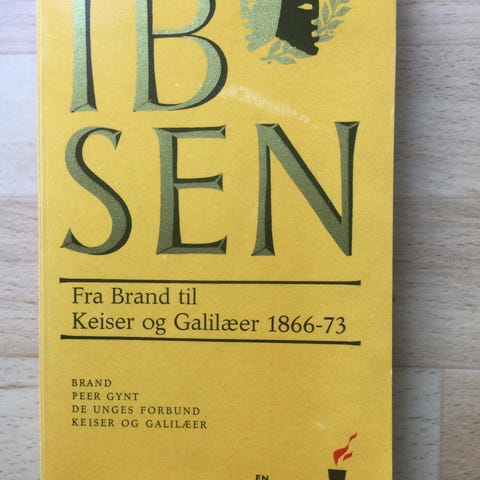 IB
SEN
Fra Brand til
Keiser og Galilæer 1866-73
BRAND
PEER GYNT
DE UNGES FORBUND
KEISER OG GALILÆER
EN